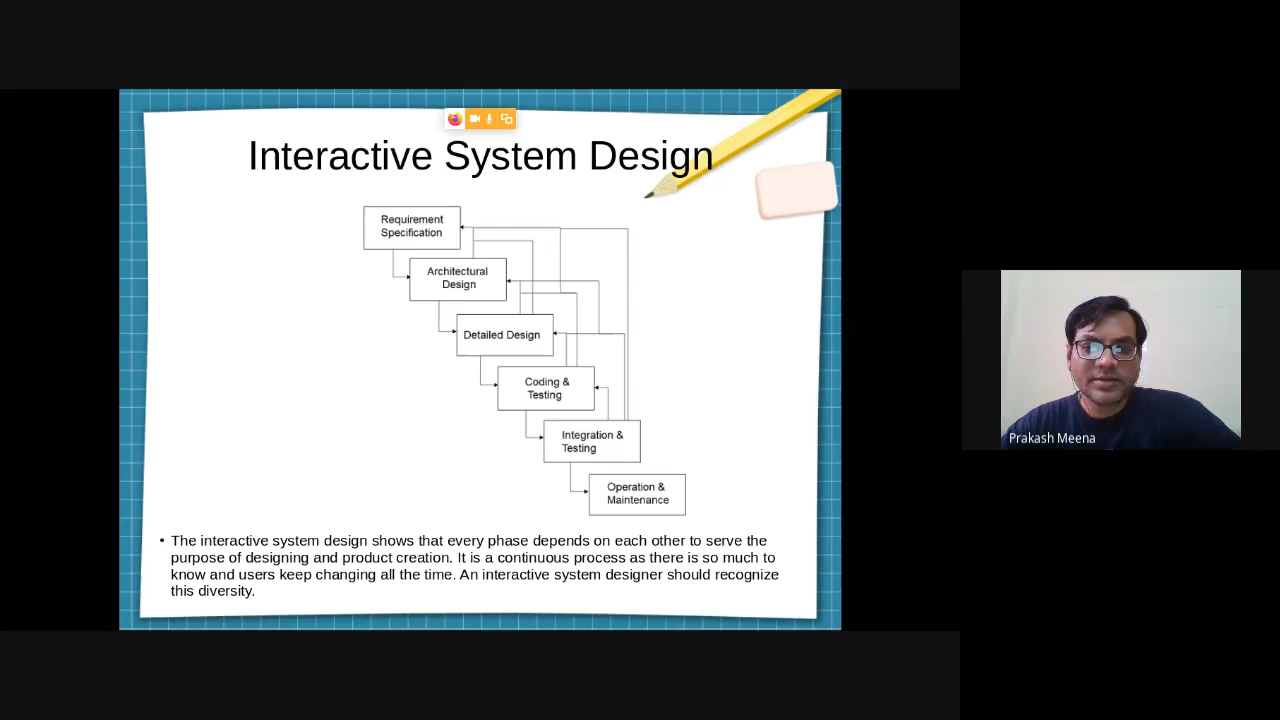 Interactive System Design
Requirement
Specification
Architectural
Design
Detailed Design
Coding &
Testing
Integration &
Testing
Operation &
Maintenance
• The interactive system design shows that every phase depends on each other to serve the
purpose of designing and product creation. It is a continuous process as there is so much to
know and users keep changing all the time. An interactive system designer should recognize
this diversity.
Prakash Meena